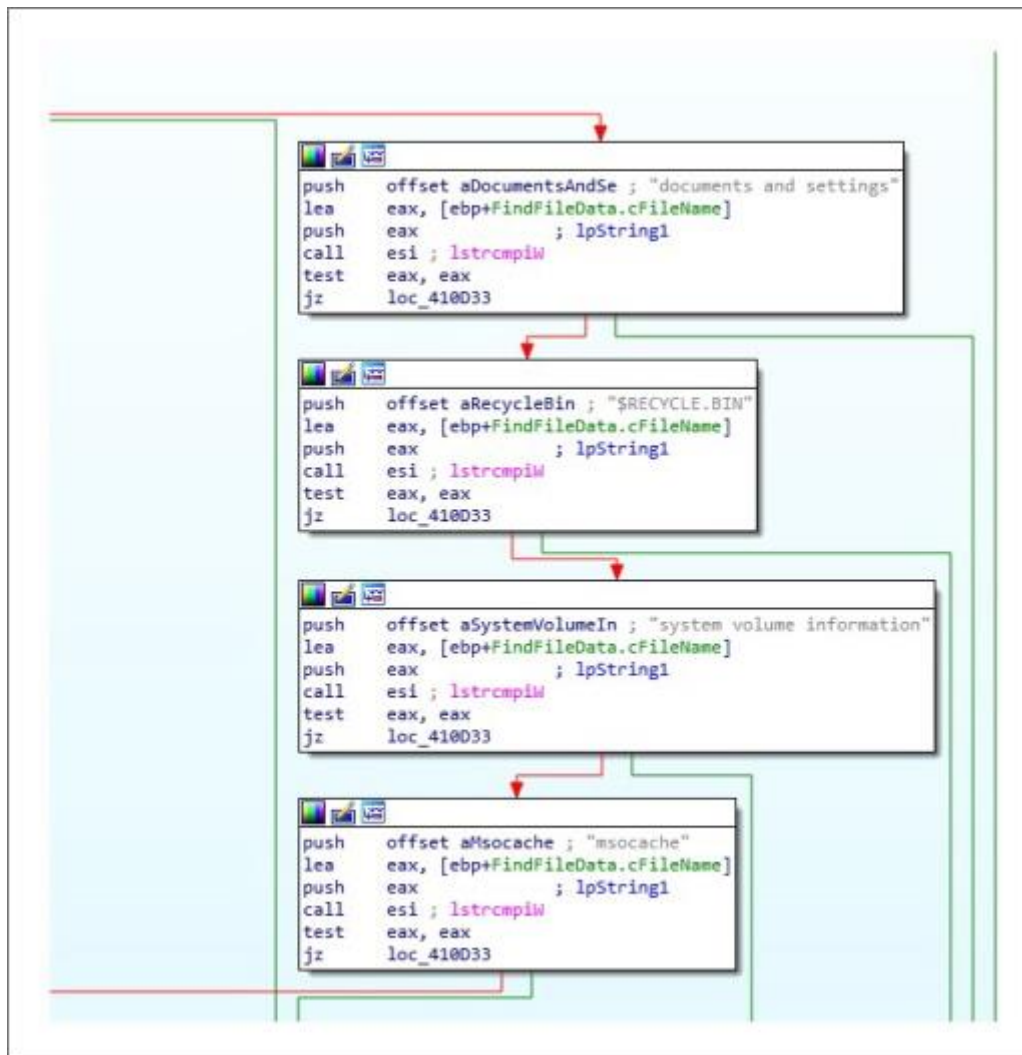 push offset aDocumentsAndSe ; "documents and settings"
lea eax, [ebp+FindFileData.cFileName]
push eax ; lpString1
call esi ; lstrcmpiW
test eax, eax
jz loc_410D33
push offset aRecycleBin ; "$RECYCLE.BIN"
lea eax, [ebp+FindFileData.cFileName]
push eax ; lpString1
call esi ; lstrcmpiW
test eax, eax
jz loc_410D33
push offset aSystemVolumeIn ; "system volume information"
lea eax, [ebp+FindFileData.cFileName]
push eax ; lpString1
call esi ; lstrcmpiW
test eax, eax
jz loc_410D33
push offset aMsocache ; "msocache"
lea eax, [ebp+FindFileData.cFileName]
push eax ; lpString1
call esi ; lstrcmpiW
test eax, eax
jz loc_410D33